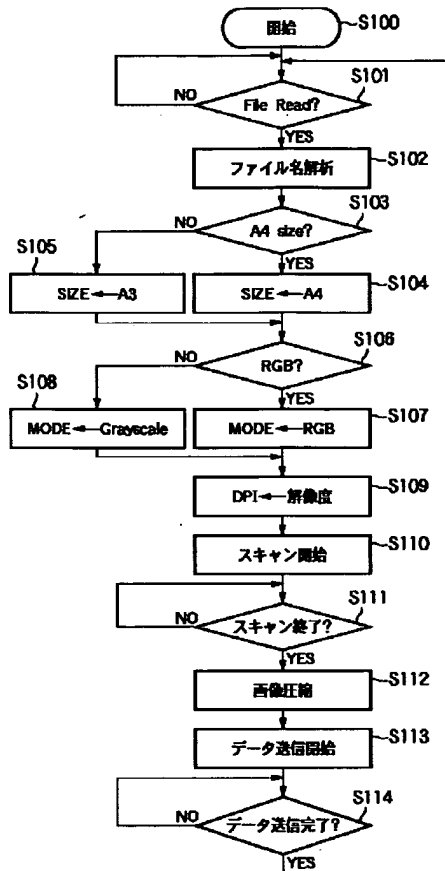 開始
S100
S101
File Read?
NO
YES
ファイル名解析
S102
S103
A4 size?
NO
YES
S105
SIZE←A3
SIZE←A4
S104
S106
RGB?
NO
YES
S108
MODE←Grayscale
MODE←RGB
S107
DPI←解像度
S109
スキャン開始
S110
S111
スキャン終了?
NO
YES
画像圧縮
S112
データ送信開始
S113
S114
データ送信完了?
NO
YES